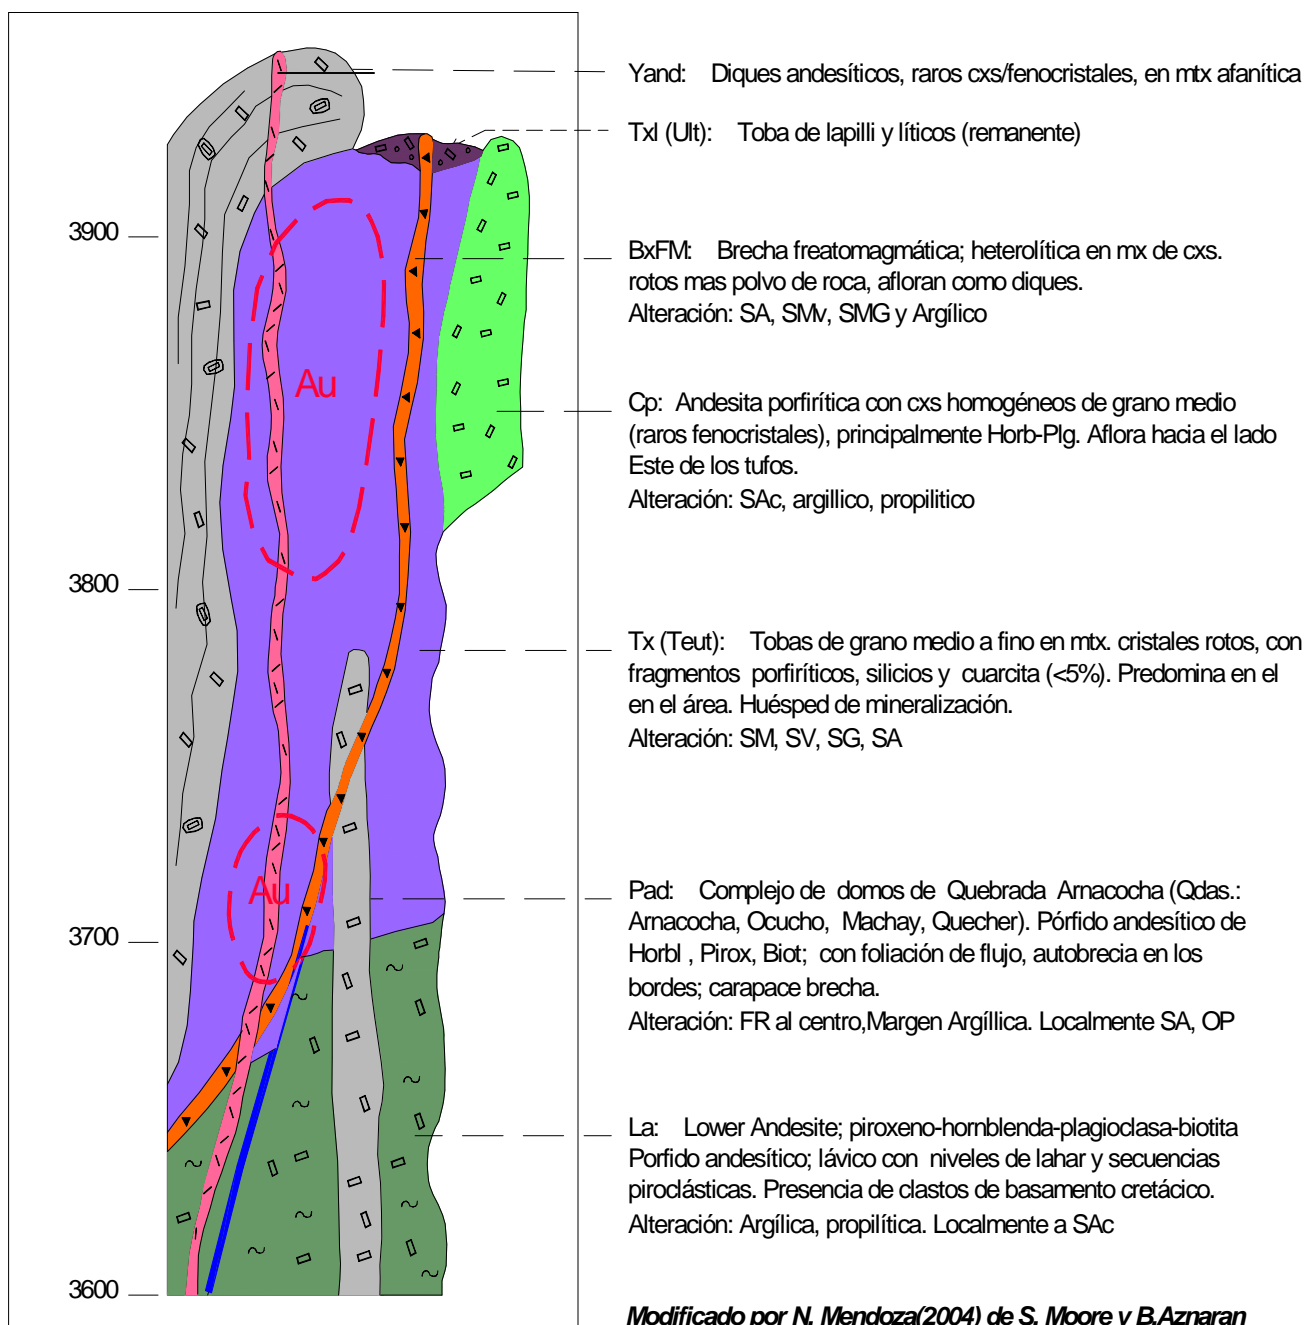 Yand: Diques andesíticos, raros cxs/fenocristales, en mtx afanítica
Txl (Ult): Toba de lapilli y líticos (remanente)
3900
BxFM: Brecha freatomagmática; heterolítica en mx de cxs.
rotos mas polvo de roca, afloran como diques.
Alteración: SA, SMv, SMG y Argílico
Au
Cp: Andesita porfirítica con cxs homogéneos de grano medio
(raros fenocristales), principalmente Horb-Plg. Aflora hacia el lado
Este de los tufos.
Alteración: SAc, argillico, propilitico
3800
Tx (Teut): Tobas de grano medio a fino en mtx. cristales rotos, con
fragmentos porfiríticos, silicios y cuarcita (<5%). Predomina en el
en el área. Huésped de mineralización.
Alteración: SM, SV, SG, SA
Au
Pad: Complejo de domos de Quebrada Arnacocha (Qdas.:
Arnacocha, Ocucho, Machay, Quecher). Pórfido andesítico de
Horbl , Pirox, Biot; con foliación de flujo, autobrecia en los
bordes; carapace brecha.
Alteración: FR al centro,Margen Argíllica. Localmente SA, OP
3700
La: Lower Andesite; piroxeno-hornblenda-plagioclasa-biotita
Porfido andesítico; lávico con niveles de lahar y secuencias
piroclásticas. Presencia de clastos de basamento cretácico.
Alteración: Argílica, propilítica. Localmente a SAc
3600
Modificado por N. Mendoza(2004) de S. Moore y B.Aznaran